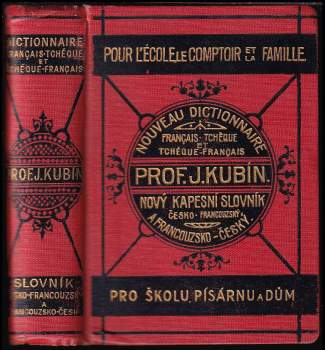 DICTIONNAIRE
FRANÇAIS-TCHÈQUE
ET
TCHÈQUE-FRANÇAIS
PROF. J. KUBÍN.
SLOVNÍK
ČESKO-FRANCOUZSKÝ
A
FRANCOUZSKO-ČESKÝ
POUR L'ÉCOLE, LE COMPTOIR ET LA FAMILLE.
NOUVEAU DICTIONNAIRE
FRANÇAIS-TCHÈQUE
ET
TCHÈQUE-FRANÇAIS
PROF. J. KUBÍN.
NOVÝ KAPESNÍ SLOVNÍK
ČESKO-FRANCOUZSKÝ
A FRANCOUZSKO-ČESKÝ.
PRO ŠKOLU, PÍSÁRNU A DŮM